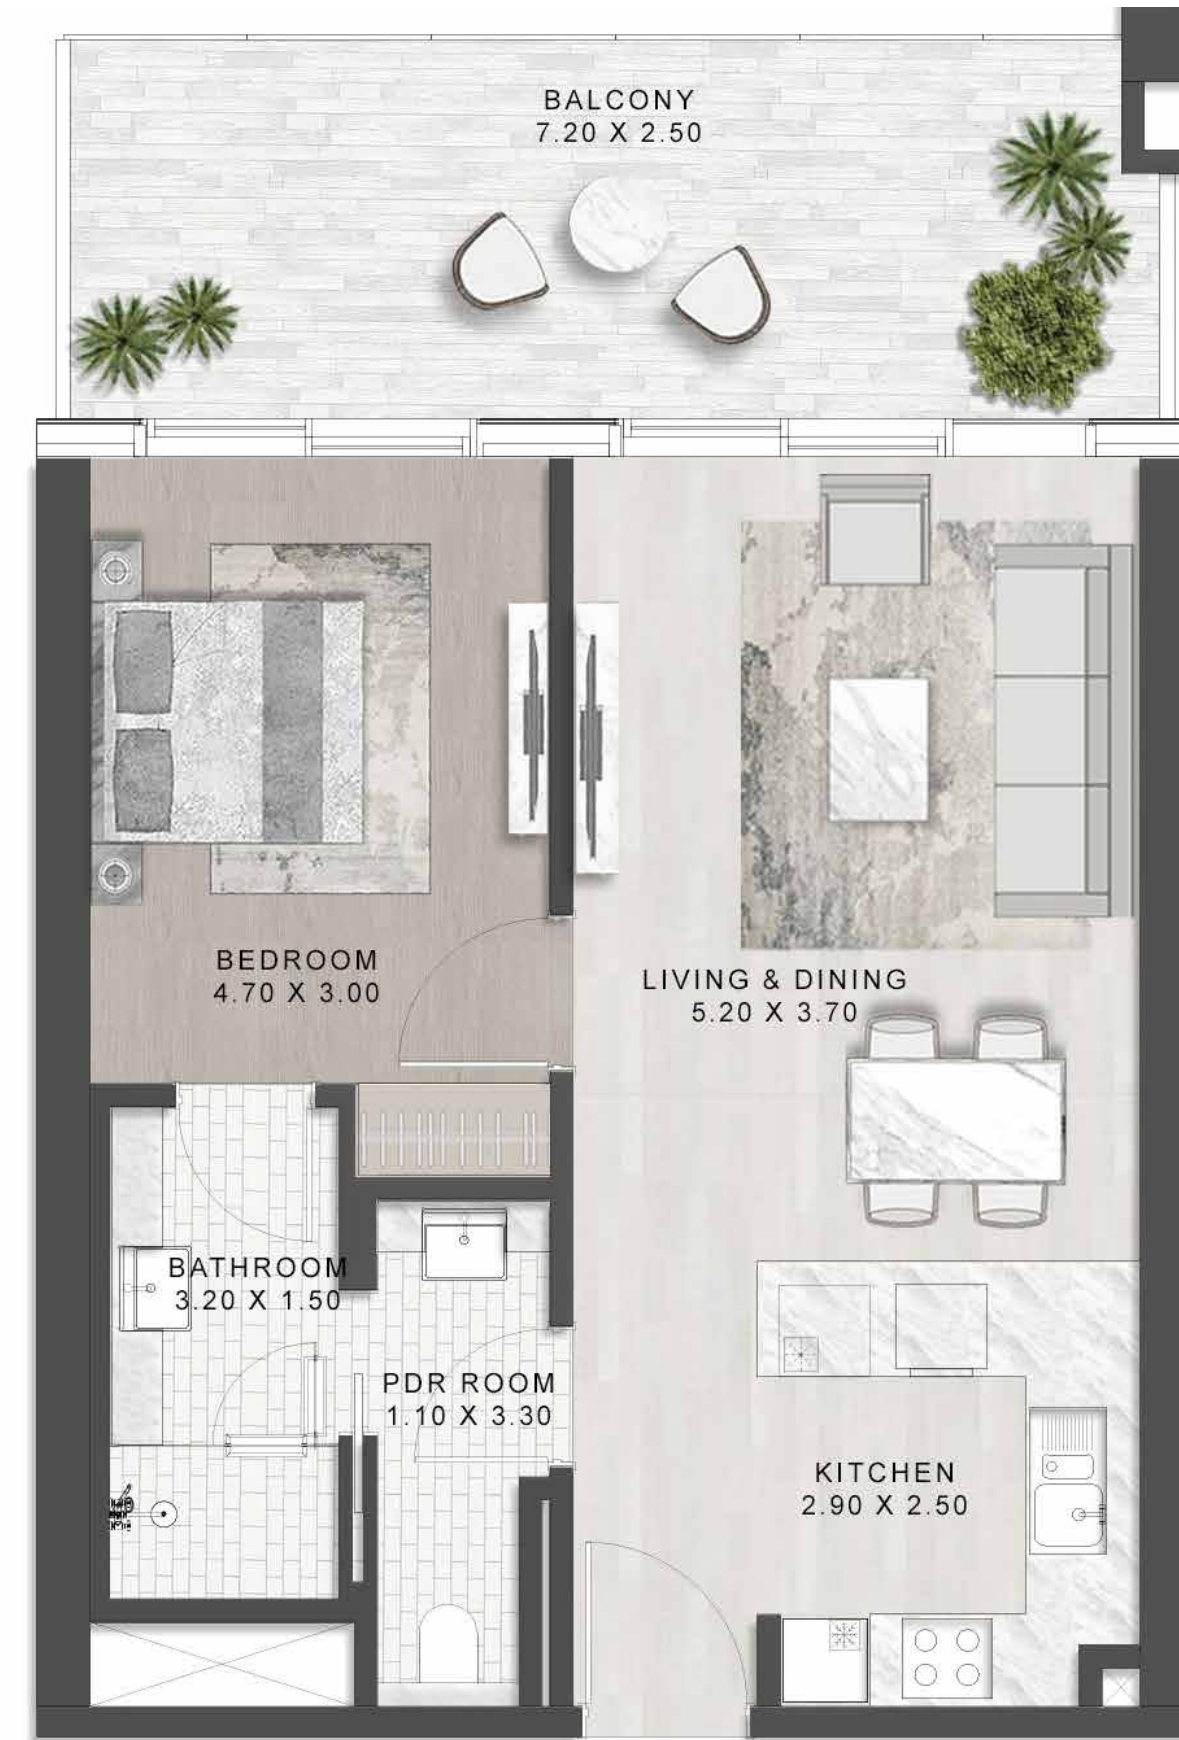 BALCONY
7.20 X 2.50
BEDROOM
4.70 X 3.00
LIVING & DINING
5.20 X 3.70
BATHROOM
3.20 X 1.50
PDR ROOM
1.10 X 3.30
KITCHEN
2.90 X 2.50